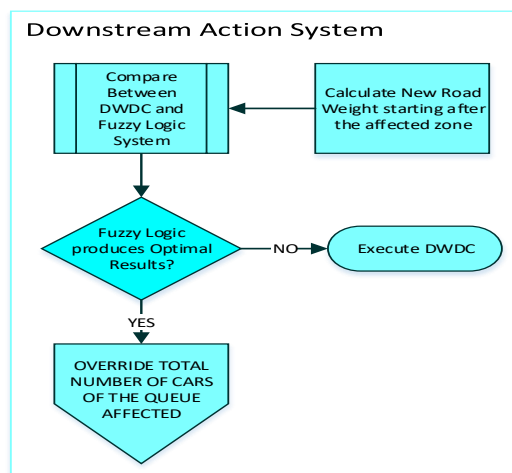 Downstream Action System
Compare
Between
DWDC and
Fuzzy Logic
System
Calculate New Road
Weight starting after
the affected zone
Fuzzy Logic
produces Optimal
Results?
NO
Execute DWDC
YES
OVERRIDE TOTAL
NUMBER OF CARS
OF THE QUEUE
AFFECTED